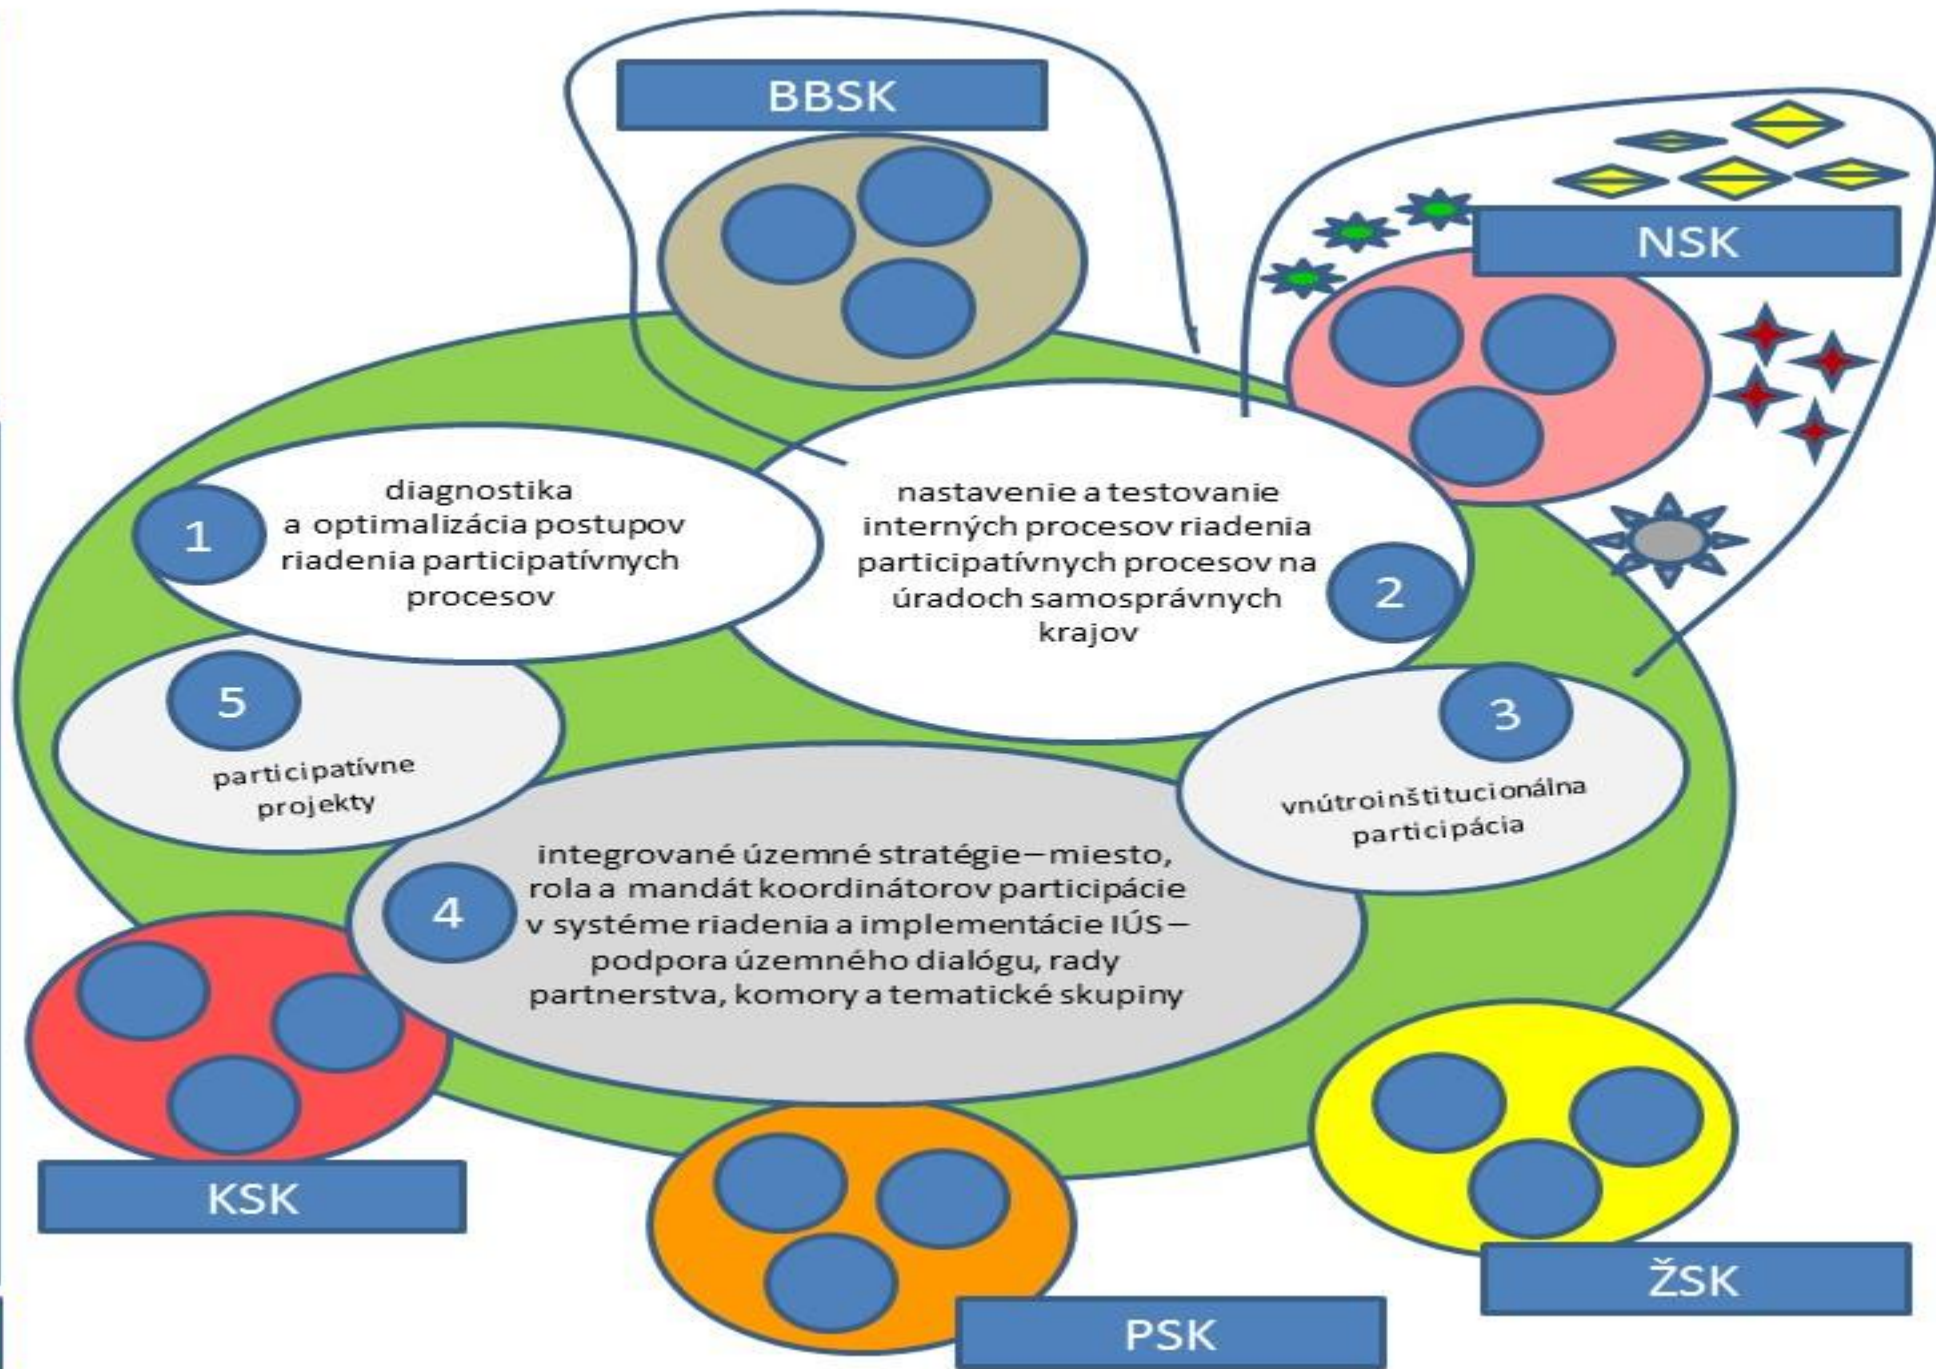 BBSK
NSK
1
diagnostika
a optimalizácia postupov
riadenia participatívnych
procesov
nastavenie a testovanie
interných procesov riadenia
participatívnych procesov na
úradoch samosprávnych
krajov
2
5
participatívne
projekty
3
vnútroinštitucionálna
participácia
4
integrované územné stratégie – miesto,
rola a mandát koordinátorov participácie
v systéme riadenia a implementácie IÚS –
podpora územného dialógu, rady
partnerstva, komory a tematické skupiny
KSK
ŽSK
PSK